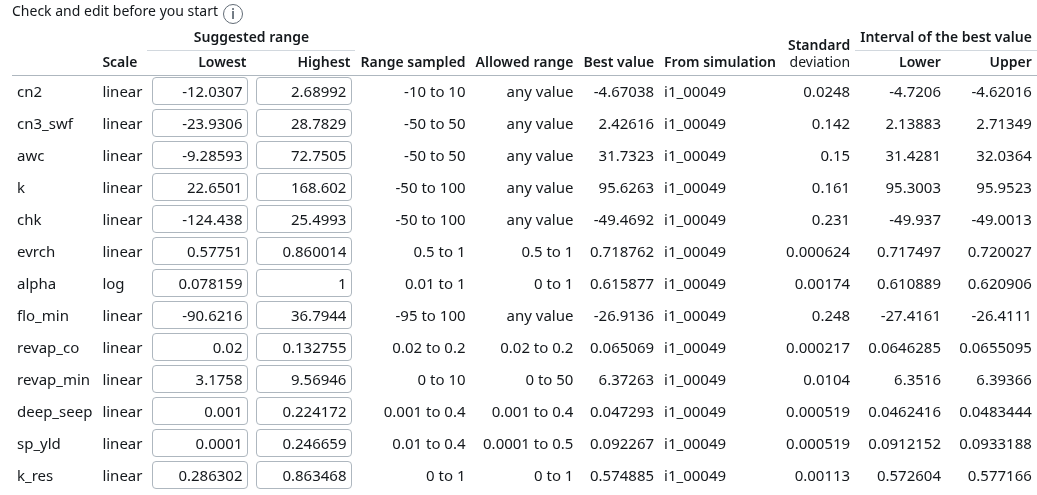 Check and edit before you start i
Suggested range Standard Interval of the best value
Scale Lowest Highest Range sampled Allowed range Best value From simulation deviation Lower Upper
cn2 linear -12.0307 2.68992 -10 to 10 any value -4.67038 i1_00049 0.0248 -4.7206 -4.62016
cn3_swf linear -23.9306 28.7829 -50 to 50 any value 2.42616 i1_00049 0.142 2.13883 2.71349
awc linear -9.28593 72.7505 -50 to 50 any value 31.7323 i1_00049 0.15 31.4281 32.0364
k linear 22.6501 168.602 -50 to 100 any value 95.6263 i1_00049 0.161 95.3003 95.9523
chk linear -124.438 25.4993 -50 to 100 any value -49.4692 i1_00049 0.231 -49.937 -49.0013
evrch linear 0.57751 0.860014 0.5 to 1 0.5 to 1 0.718762 i1_00049 0.000624 0.717497 0.720027
alpha log 0.078159 1 0.01 to 1 0 to 1 0.615877 i1_00049 0.00174 0.610889 0.620906
flo_min linear -90.6216 36.7944 -95 to 100 any value -26.9136 i1_00049 0.248 -27.4161 -26.4111
revap_co linear 0.02 0.132755 0.02 to 0.2 0.02 to 0.2 0.065069 i1_00049 0.000217 0.0646285 0.0655095
revap_min linear 3.1758 9.56946 0 to 10 0 to 50 6.37263 i1_00049 0.0104 6.3516 6.39366
deep_seep linear 0.001 0.224172 0.001 to 0.4 0.001 to 0.4 0.047293 i1_00049 0.000519 0.0462416 0.0483444
sp_yld linear 0.0001 0.246659 0.01 to 0.4 0.0001 to 0.5 0.092267 i1_00049 0.000519 0.0912152 0.0933188
k_res linear 0.286302 0.863468 0 to 1 0 to 1 0.574885 i1_00049 0.00113 0.572604 0.577166